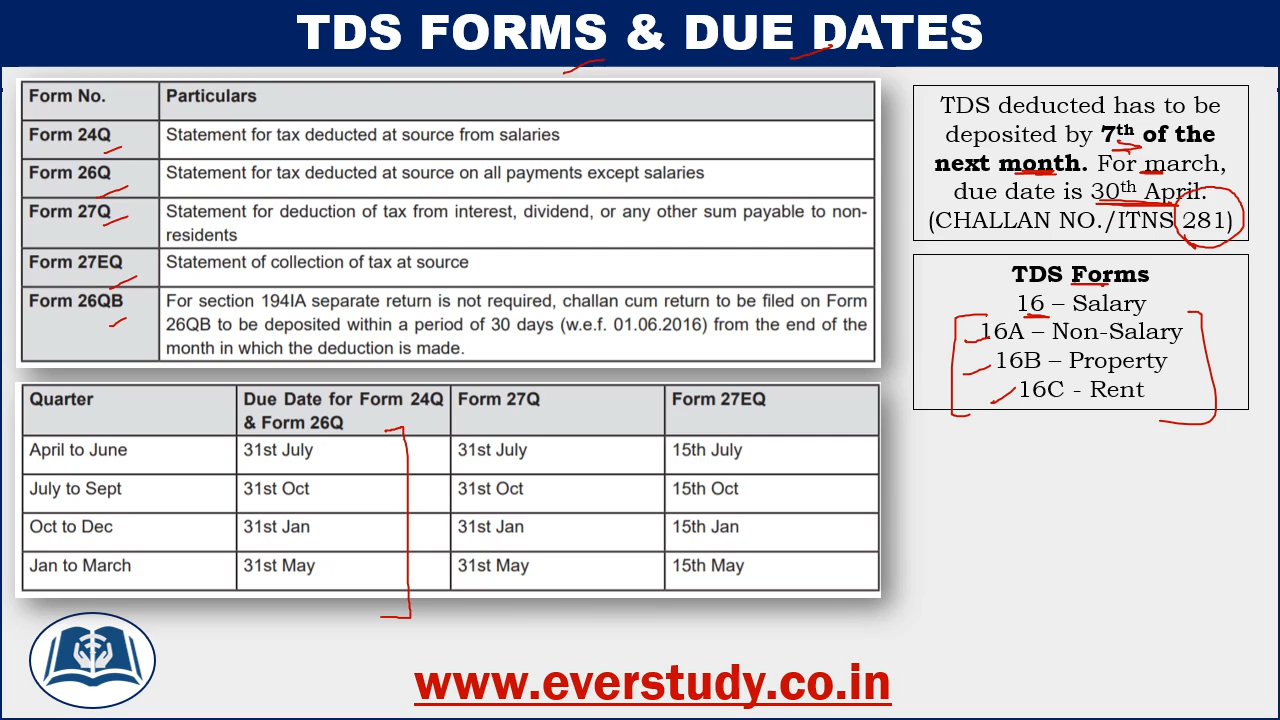 TDS FORMS & DUE DATES
Form No. Particulars
Form 24Q Statement for tax deducted at source from salaries
Form 26Q Statement for tax deducted at source on all payments except salaries
Form 27Q Statement for deduction of tax from interest, dividend, or any other sum payable to non-
residents
Form 27EQ Statement of collection of tax at source
Form 26QB For section 194IA separate return is not required, challan cum return to be filed on Form
26QB to be deposited within a period of 30 days (w.e.f. 01.06.2016) from the end of the
month in which the deduction is made.
Quarter Due Date for Form 24Q Form 27Q Form 27EQ
& Form 26Q
April to June 31st July 31st July 15th July
July to Sept 31st Oct 31st Oct 15th Oct
Oct to Dec 31st Jan 31st Jan 15th Jan
Jan to March 31st May 31st May 15th May
TDS deducted has to be
deposited by 7th of the
next month. For march,
due date is 30th April.
(CHALLAN NO./ITNS 281)
TDS Forms
16 – Salary
16A – Non-Salary
16B – Property
16C - Rent
www.everstudy.co.in